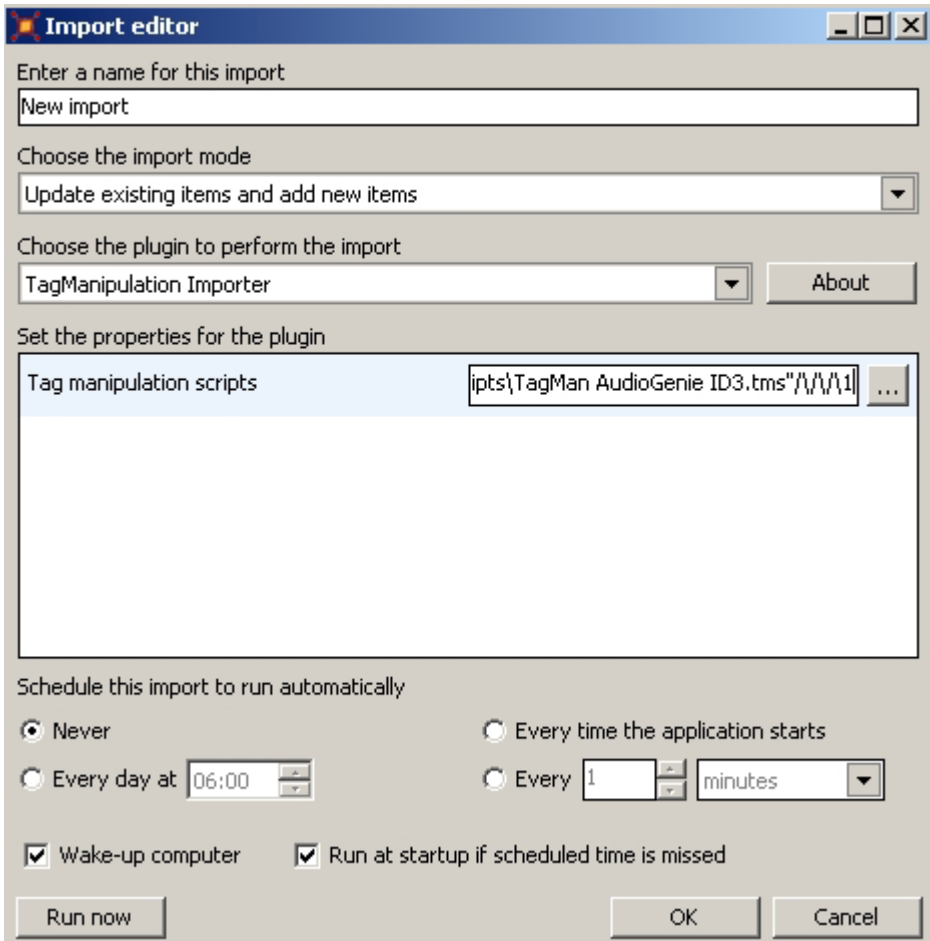 Import editor
Enter a name for this import
New import
Choose the import mode
Update existing items and add new items
Choose the plugin to perform the import
TagManipulation Importer
About
Set the properties for the plugin
Tag manipulation scripts ipts\TagMan AudioGenie ID3.tms"/\/\/\1 ...
Schedule this import to run automatically
Never Every time the application starts
Every day at 06:00 Every 1 minutes
Wake-up computer Run at startup if scheduled time is missed
Run now OK Cancel